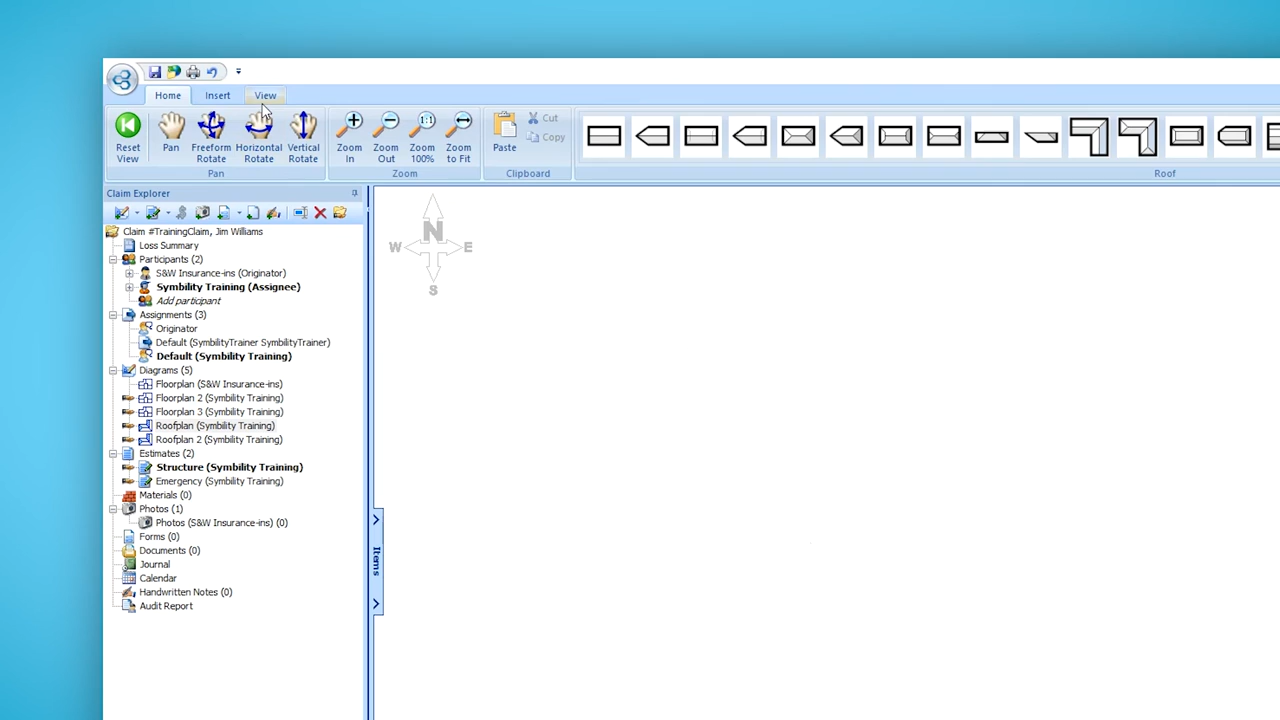 Home Insert View
Reset View
Pan
Freeform Rotate
Horizontal Rotate
Vertical Rotate
Pan
Zoom In
Zoom Out
1:1
Zoom 100%
Zoom to Fit
Zoom
Paste
Cut
Copy
Clipboard
Roof
Claim Explorer
Claim #TrainingClaim, Jim Williams
Loss Summary
Participants (2)
S&W Insurance-ins (Originator)
Symbility Training (Assignee)
Add participant
Assignments (3)
Originator
Default (SymbilityTrainer SymbilityTrainer)
Default (Symbility Training)
Diagrams (5)
Floorplan (S&W Insurance-ins)
Floorplan 2 (Symbility Training)
Floorplan 3 (Symbility Training)
Roofplan (Symbility Training)
Roofplan 2 (Symbility Training)
Estimates (2)
Structure (Symbility Training)
Emergency (Symbility Training)
Materials (0)
Photos (1)
Photos (S&W Insurance-ins) (0)
Forms (0)
Documents (0)
Journal
Calendar
Handwritten Notes (0)
Audit Report
N
W E
S
Items